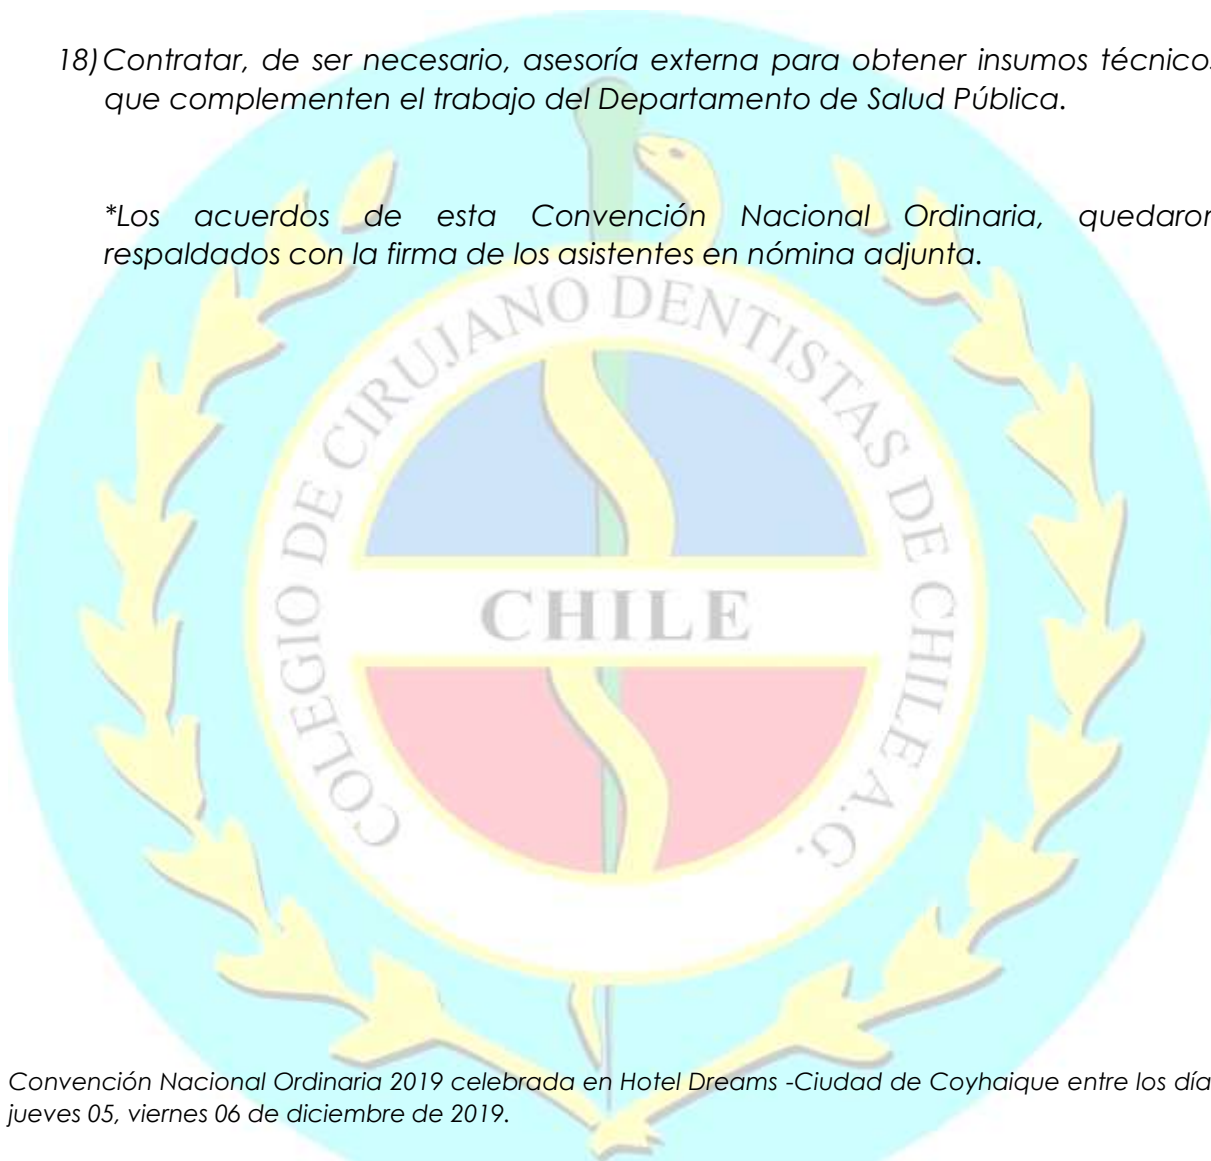 18) Contratar, de ser necesario, asesoría externa para obtener insumos técnico
que complementen el trabajo del Departamento de Salud Pública.
*Los acuerdos de esta Convención Nacional Ordinaria, quedaron
respaldados con la firma de los asistentes en nómina adjunta.
COLEGIO DE CIRUJANO DENTISTAS DE CHILE A.G.
CHILE
Convención Nacional Ordinaria 2019 celebrada en Hotel Dreams -Ciudad de Coyhaique entre los día
jueves 05, viernes 06 de diciembre de 2019.